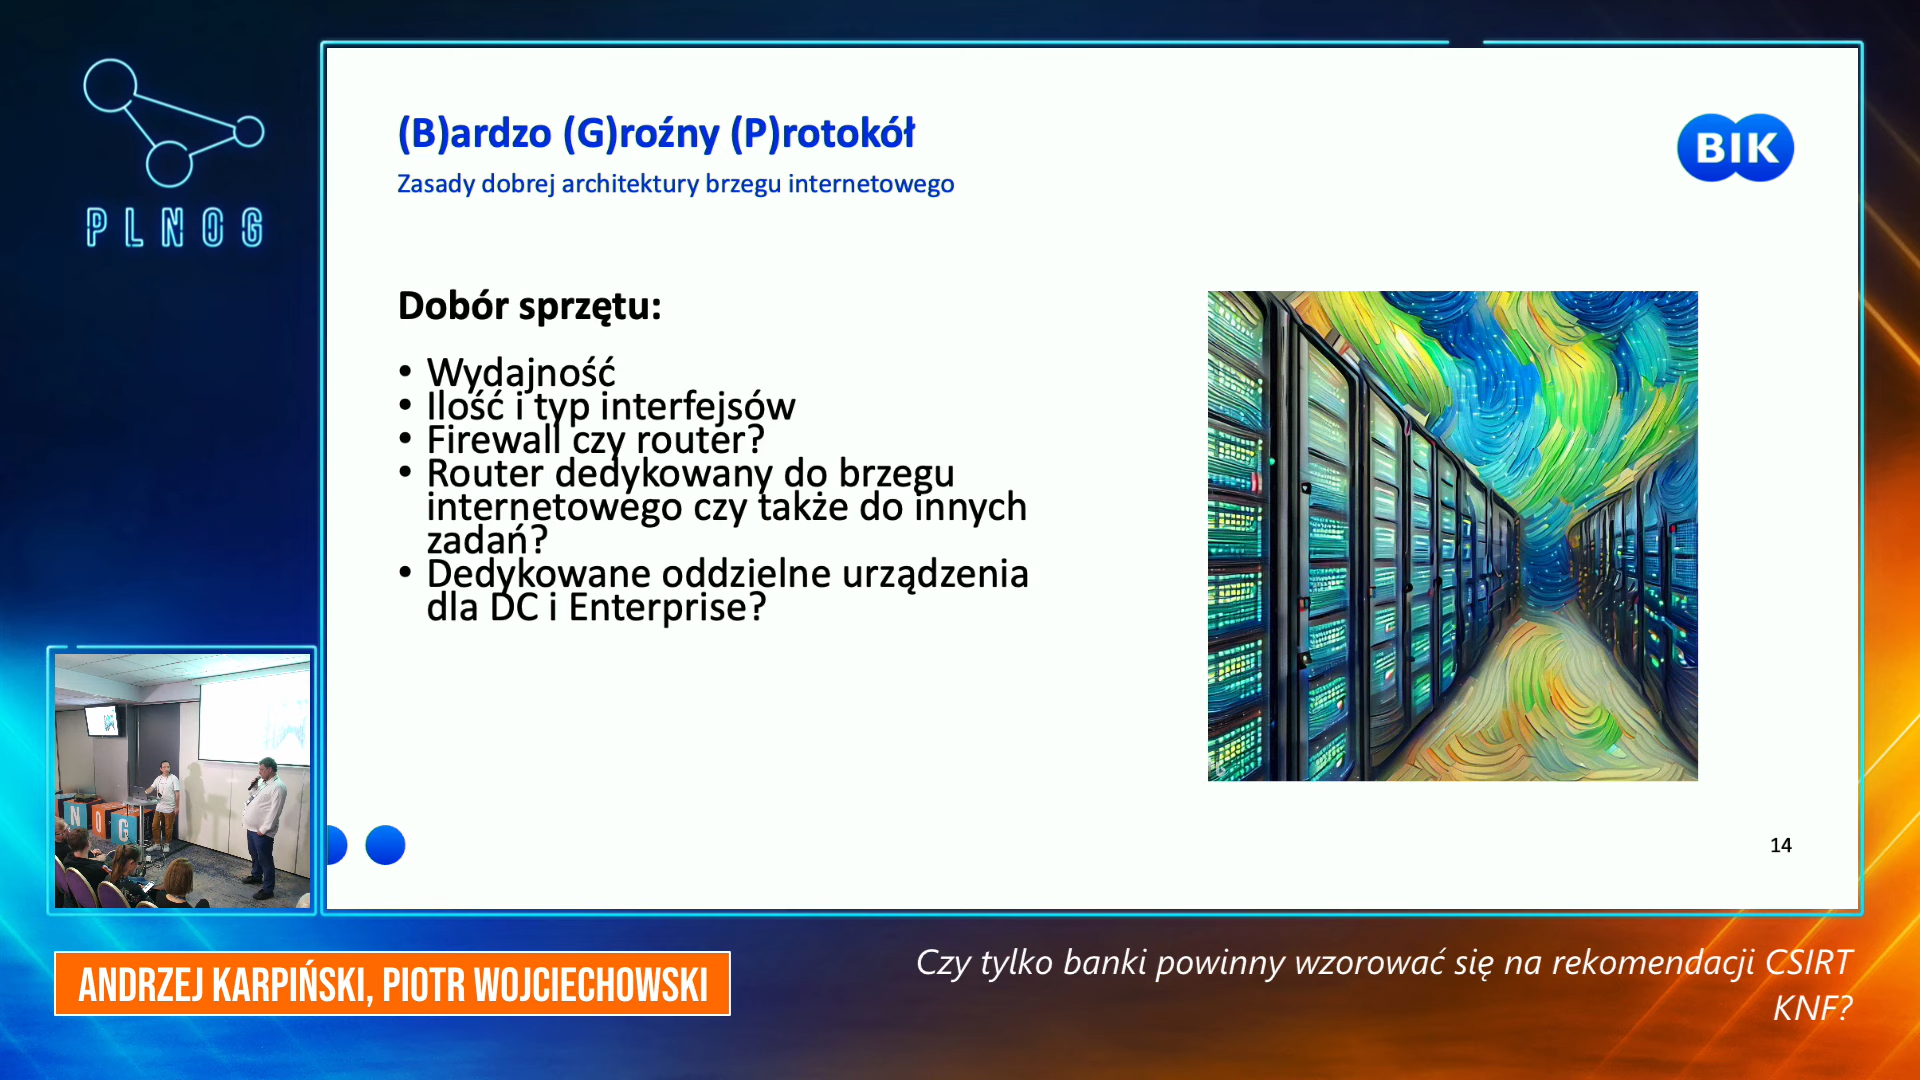 PLNOG
(B)ardzo (G)roźny (P)rotokół
Zasady dobrej architektury brzegu internetowego
BIK
Dobór sprzętu:
• Wydajność
• Ilość i typ interfejsów
• Firewall czy router?
• Router dedykowany do brzegu
internetowego czy także do innych
zadań?
• Dedykowane oddzielne urządzenia
dla DC i Enterprise?
14
N O G
ANDRZEJ KARPIŃSKI, PIOTR WOJCIECHOWSKI
Czy tylko banki powinny wzorować się na rekomendacji CSIRT
KNF?